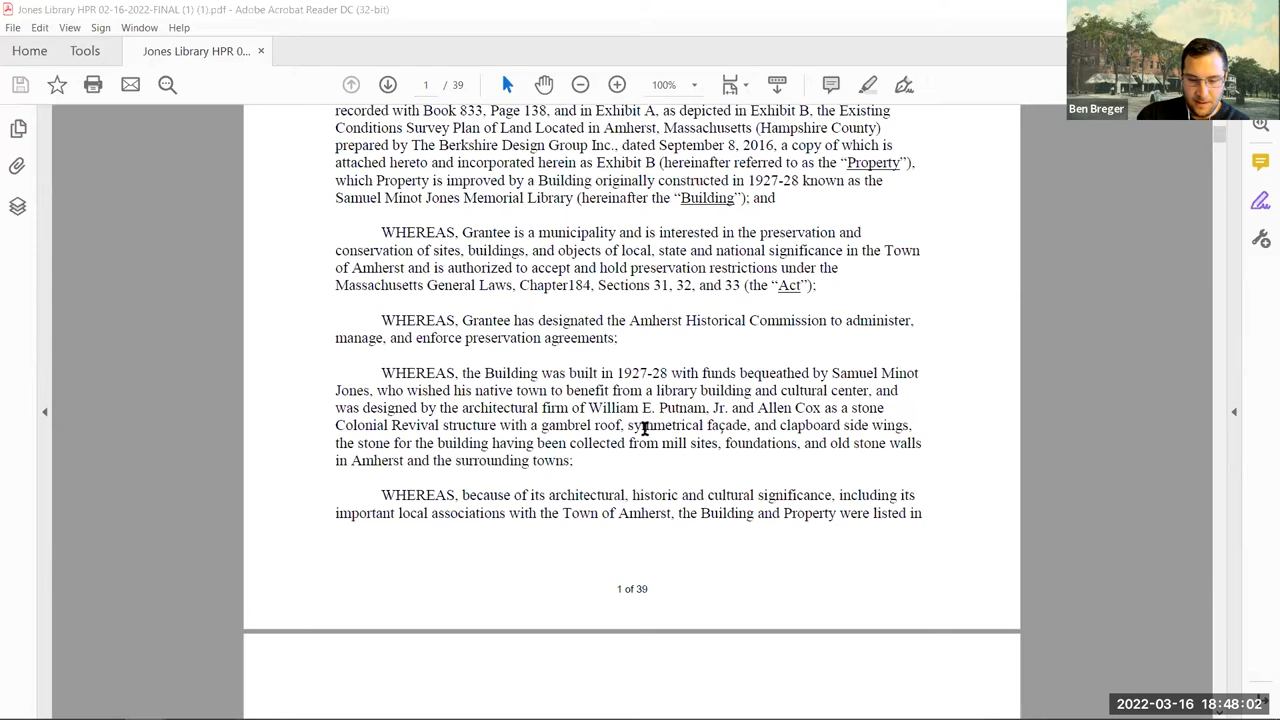 Jones Library HPR 02-16-2022-FINAL (1) (1).pdf - Adobe Acrobat Reader DC (32-bit)
File Edit View Sign Window Help
Home Tools Jones Library HPR 0... ×
/ 39 100%
Ben Breger
recorded with Book 833, Page 138, and in Exhibit A, as depicted in Exhibit B, the Existing
Conditions Survey Plan of Land Located in Amherst, Massachusetts (Hampshire County)
prepared by The Berkshire Design Group Inc., dated September 8, 2016, a copy of which is
attached hereto and incorporated herein as Exhibit B (hereinafter referred to as the “Property”),
which Property is improved by a Building originally constructed in 1927-28 known as the
Samuel Minot Jones Memorial Library (hereinafter the “Building”); and
WHEREAS, Grantee is a municipality and is interested in the preservation and
conservation of sites, buildings, and objects of local, state and national significance in the Town
of Amherst and is authorized to accept and hold preservation restrictions under the
Massachusetts General Laws, Chapter184, Sections 31, 32, and 33 (the “Act”);
WHEREAS, Grantee has designated the Amherst Historical Commission to administer,
manage, and enforce preservation agreements;
WHEREAS, the Building was built in 1927-28 with funds bequeathed by Samuel Minot
Jones, who wished his native town to benefit from a library building and cultural center, and
was designed by the architectural firm of William E. Putnam, Jr. and Allen Cox as a stone
Colonial Revival structure with a gambrel roof, symmetrical façade, and clapboard side wings,
the stone for the building having been collected from mill sites, foundations, and old stone walls
in Amherst and the surrounding towns;
WHEREAS, because of its architectural, historic and cultural significance, including its
important local associations with the Town of Amherst, the Building and Property were listed in
1 of 39
2022-03-16 18:48:02